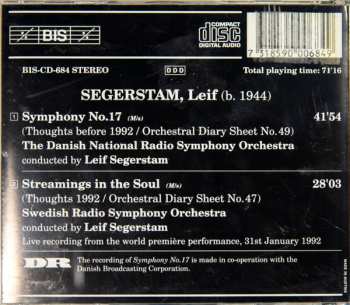 BIS
COMPACT
disc
DIGITAL AUDIO
7 318590 006849
BIS-CD-684 STEREO
DDD
Total playing time: 71'16
SEGERSTAM, Leif (b. 1944)
1 Symphony No.17 (M/s) 41'54
(Thoughts before 1992 / Orchestral Diary Sheet No.49)
The Danish National Radio Symphony Orchestra
conducted by Leif Segerstam
2 Streamings in the Soul (M/s) 28'03
(Thoughts 1992 / Orchestral Diary Sheet No.47)
Swedish Radio Symphony Orchestra
conducted by Leif Segerstam
Live recording from the world première performance, 31st January 1992
DR
The recording of Symphony No.17 is made in co-operation with the
Danish Broadcasting Corporation.